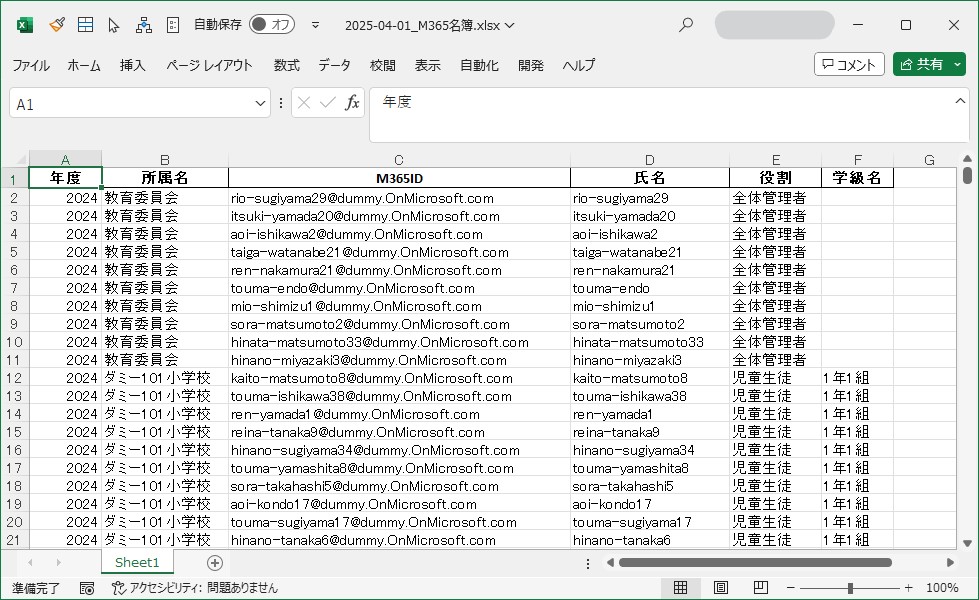 自動保存 オフ 2025-04-01_M365名簿.xlsx
ファイル ホーム 挿入 ページ レイアウト 数式 データ 校閲 表示 自動化 開発 ヘルプ コメント 共有
A1 fx 年度
A B C D E F G
1 年度 所属名 M365ID 氏名 役割 学級名
2 2024 教育委員会 rio-sugiyama29@dummy.OnMicrosoft.com rio-sugiyama29 全体管理者
3 2024 教育委員会 itsuki-yamada20@dummy.OnMicrosoft.com itsuki-yamada20 全体管理者
4 2024 教育委員会 aoi-ishikawa2@dummy.OnMicrosoft.com aoi-ishikawa2 全体管理者
5 2024 教育委員会 taiga-watanabe21@dummy.OnMicrosoft.com taiga-watanabe21 全体管理者
6 2024 教育委員会 ren-nakamura21@dummy.OnMicrosoft.com ren-nakamura21 全体管理者
7 2024 教育委員会 touma-endo@dummy.OnMicrosoft.com touma-endo 全体管理者
8 2024 教育委員会 mio-shimizu1@dummy.OnMicrosoft.com mio-shimizu1 全体管理者
9 2024 教育委員会 sora-matsumoto2@dummy.OnMicrosoft.com sora-matsumoto2 全体管理者
10 2024 教育委員会 hinata-matsumoto33@dummy.OnMicrosoft.com hinata-matsumoto33 全体管理者
11 2024 教育委員会 hinano-miyazaki3@dummy.OnMicrosoft.com hinano-miyazaki3 全体管理者
12 2024 ダミー101小学校 kaito-matsumoto8@dummy.OnMicrosoft.com kaito-matsumoto8 児童生徒 1年1組
13 2024 ダミー101小学校 touma-ishikawa38@dummy.OnMicrosoft.com touma-ishikawa38 児童生徒 1年1組
14 2024 ダミー101小学校 ren-yamada1@dummy.OnMicrosoft.com ren-yamada1 児童生徒 1年1組
15 2024 ダミー101小学校 reina-tanaka9@dummy.OnMicrosoft.com reina-tanaka9 児童生徒 1年1組
16 2024 ダミー101小学校 hinano-sugiyama34@dummy.OnMicrosoft.com hinano-sugiyama34 児童生徒 1年1組
17 2024 ダミー101小学校 touma-yamashita8@dummy.OnMicrosoft.com touma-yamashita8 児童生徒 1年1組
18 2024 ダミー101小学校 sora-takahashi5@dummy.OnMicrosoft.com sora-takahashi5 児童生徒 1年1組
19 2024 ダミー101小学校 aoi-kondo17@dummy.OnMicrosoft.com aoi-kondo17 児童生徒 1年1組
20 2024 ダミー101小学校 touma-sugiyama17@dummy.OnMicrosoft.com touma-sugiyama17 児童生徒 1年1組
21 2024 ダミー101小学校 hinano-tanaka6@dummy.OnMicrosoft.com hinano-tanaka6 児童生徒 1年1組
Sheet1
準備完了 アクセシビリティ: 問題ありません 100%